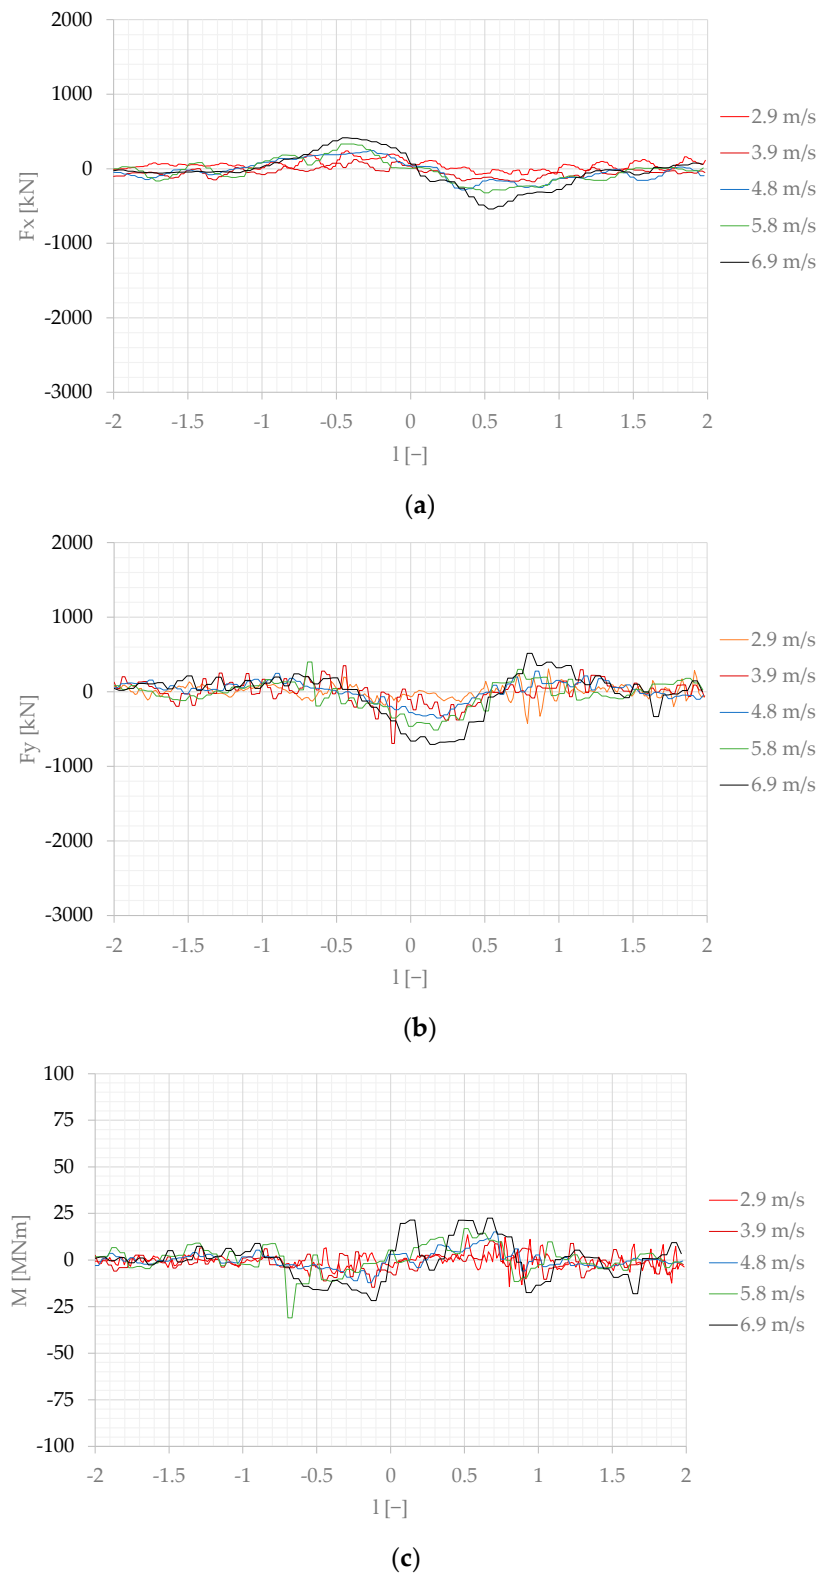 2000
1000
0
-1000
-2000
-3000
Fx [kN]
-2 -1.5 -1 -0.5 0 0.5 1 1.5 2
l [−]
2.9 m/s
3.9 m/s
4.8 m/s
5.8 m/s
6.9 m/s
(a)
2000
1000
0
-1000
-2000
-3000
Fy [kN]
-2 -1.5 -1 -0.5 0 0.5 1 1.5 2
l [−]
2.9 m/s
3.9 m/s
4.8 m/s
5.8 m/s
6.9 m/s
(b)
100
75
50
25
0
-25
-50
-75
-100
M [MNm]
-2 -1.5 -1 -0.5 0 0.5 1 1.5 2
l [−]
2.9 m/s
3.9 m/s
4.8 m/s
5.8 m/s
6.9 m/s
(c)